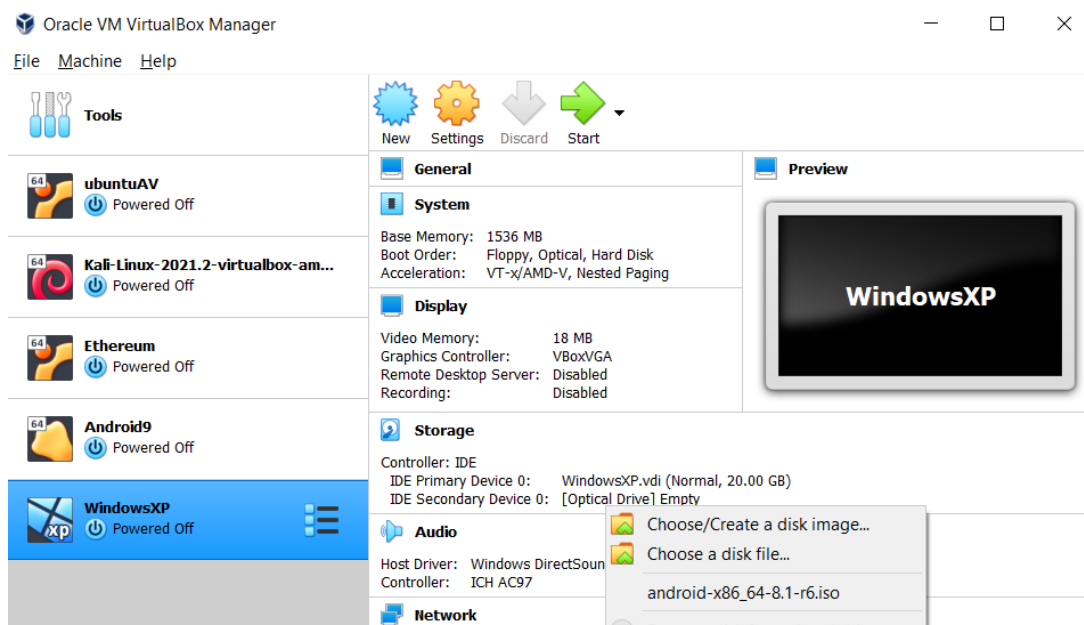 Oracle VM VirtualBox Manager
File Machine Help
Tools
64
ubuntuAV
Powered Off
64
Kali-Linux-2021.2-virtualbox-am...
Powered Off
64
Ethereum
Powered Off
64
Android9
Powered Off
xp
WindowsXP
Powered Off
New Settings Discard Start
General
System
Base Memory: 1536 MB
Boot Order: Floppy, Optical, Hard Disk
Acceleration: VT-x/AMD-V, Nested Paging
Display
Video Memory: 18 MB
Graphics Controller: VBoxVGA
Remote Desktop Server: Disabled
Recording: Disabled
Preview
WindowsXP
Storage
Controller: IDE
IDE Primary Device 0: WindowsXP.vdi (Normal, 20.00 GB)
IDE Secondary Device 0: [Optical Drive] Empty
Audio
Host Driver: Windows DirectSoun
Controller: ICH AC97
Network
Choose/Create a disk image...
Choose a disk file...
android-x86_64-8.1-r6.iso